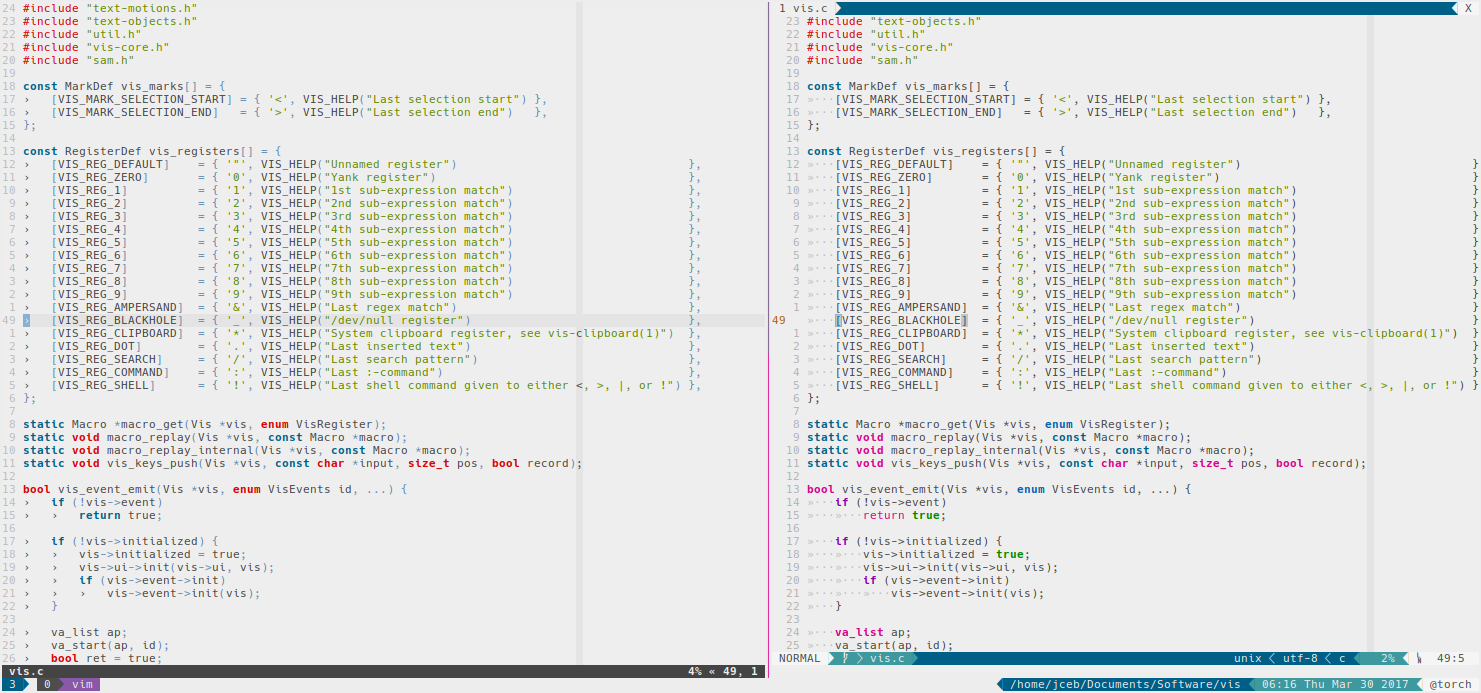 24 #include "text-motions.h"
23 #include "text-objects.h"
22 #include "util.h"
21 #include "vis-core.h"
20 #include "sam.h"
19
18 const MarkDef vis_marks[] = {
17 ›   [VIS_MARK_SELECTION_START] = { '<', VIS_HELP("Last selection start") },
16 ›   [VIS_MARK_SELECTION_END]   = { '>', VIS_HELP("Last selection end")   },
15 };
14
13 const RegisterDef vis_registers[] = {
12 ›   [VIS_REG_DEFAULT]    = { '"', VIS_HELP("Unnamed register")                                 },
11 ›   [VIS_REG_ZERO]       = { '0', VIS_HELP("Yank register")                                    },
10 ›   [VIS_REG_1]          = { '1', VIS_HELP("1st sub-expression match")                         },
9 ›   [VIS_REG_2]          = { '2', VIS_HELP("2nd sub-expression match")                         },
8 ›   [VIS_REG_3]          = { '3', VIS_HELP("3rd sub-expression match")                         },
7 ›   [VIS_REG_4]          = { '4', VIS_HELP("4th sub-expression match")                         },
6 ›   [VIS_REG_5]          = { '5', VIS_HELP("5th sub-expression match")                         },
5 ›   [VIS_REG_6]          = { '6', VIS_HELP("6th sub-expression match")                         },
4 ›   [VIS_REG_7]          = { '7', VIS_HELP("7th sub-expression match")                         },
3 ›   [VIS_REG_8]          = { '8', VIS_HELP("8th sub-expression match")                         },
2 ›   [VIS_REG_9]          = { '9', VIS_HELP("9th sub-expression match")                         },
1 ›   [VIS_REG_AMPERSAND]  = { '&', VIS_HELP("Last regex match")                                 },
49 ›   [VIS_REG_BLACKHOLE]  = { '_', VIS_HELP("/dev/null register")                               },
1 ›   [VIS_REG_CLIPBOARD]  = { '*', VIS_HELP("System clipboard register, see vis-clipboard(1)")  },
2 ›   [VIS_REG_DOT]        = { '.', VIS_HELP("Last inserted text")                               },
3 ›   [VIS_REG_SEARCH]     = { '/', VIS_HELP("Last search pattern")                              },
4 ›   [VIS_REG_COMMAND]    = { ':', VIS_HELP("Last :-command")                                   },
5 ›   [VIS_REG_SHELL]      = { '!', VIS_HELP("Last shell command given to either <, >, |, or !") },
6 };
7
8 static Macro *macro_get(Vis *vis, enum VisRegister);
9 static void macro_replay(Vis *vis, const Macro *macro);
10 static void macro_replay_internal(Vis *vis, const Macro *macro);
11 static void vis_keys_push(Vis *vis, const char *input, size_t pos, bool record);
12
13 bool vis_event_emit(Vis *vis, enum VisEvents id, ...) {
14 ›   if (!vis->event)
15 ›   ›   return true;
16
17 ›   if (!vis->initialized) {
18 ›   ›   vis->initialized = true;
19 ›   ›   vis->ui->init(vis->ui, vis);
20 ›   ›   if (vis->event->init)
21 ›   ›   ›   vis->event->init(vis);
22 ›   }
23
24 ›   va_list ap;
25 ›   va_start(ap, id);
26 ›   bool ret = true;
vis.c 4% « 49, 1
1 vis.c X
23 #include "text-objects.h"
22 #include "util.h"
21 #include "vis-core.h"
20 #include "sam.h"
19
18 const MarkDef vis_marks[] = {
17 »···[VIS_MARK_SELECTION_START] = { '<', VIS_HELP("Last selection start") },
16 »···[VIS_MARK_SELECTION_END]   = { '>', VIS_HELP("Last selection end")   },
15 };
14
13 const RegisterDef vis_registers[] = {
12 »···[VIS_REG_DEFAULT]    = { '"', VIS_HELP("Unnamed register")                                 }
11 »···[VIS_REG_ZERO]       = { '0', VIS_HELP("Yank register")                                    }
10 »···[VIS_REG_1]          = { '1', VIS_HELP("1st sub-expression match")                         }
9 »···[VIS_REG_2]          = { '2', VIS_HELP("2nd sub-expression match")                         }
8 »···[VIS_REG_3]          = { '3', VIS_HELP("3rd sub-expression match")                         }
7 »···[VIS_REG_4]          = { '4', VIS_HELP("4th sub-expression match")                         }
6 »···[VIS_REG_5]          = { '5', VIS_HELP("5th sub-expression match")                         }
5 »···[VIS_REG_6]          = { '6', VIS_HELP("6th sub-expression match")                         }
4 »···[VIS_REG_7]          = { '7', VIS_HELP("7th sub-expression match")                         }
3 »···[VIS_REG_8]          = { '8', VIS_HELP("8th sub-expression match")                         }
2 »···[VIS_REG_9]          = { '9', VIS_HELP("9th sub-expression match")                         }
1 »···[VIS_REG_AMPERSAND]  = { '&', VIS_HELP("Last regex match")                                 }
49 »···[VIS_REG_BLACKHOLE]  = { '_', VIS_HELP("/dev/null register")                               }
1 »···[VIS_REG_CLIPBOARD]  = { '*', VIS_HELP("System clipboard register, see vis-clipboard(1)")  }
2 »···[VIS_REG_DOT]        = { '.', VIS_HELP("Last inserted text")                               }
3 »···[VIS_REG_SEARCH]     = { '/', VIS_HELP("Last search pattern")                              }
4 »···[VIS_REG_COMMAND]    = { ':', VIS_HELP("Last :-command")                                   }
5 »···[VIS_REG_SHELL]      = { '!', VIS_HELP("Last shell command given to either <, >, |, or !") }
6 };
7
8 static Macro *macro_get(Vis *vis, enum VisRegister);
9 static void macro_replay(Vis *vis, const Macro *macro);
10 static void macro_replay_internal(Vis *vis, const Macro *macro);
11 static void vis_keys_push(Vis *vis, const char *input, size_t pos, bool record);
12
13 bool vis_event_emit(Vis *vis, enum VisEvents id, ...) {
14 »···if (!vis->event)
15 »···»···return true;
16
17 »···if (!vis->initialized) {
18 »···»···vis->initialized = true;
19 »···»···vis->ui->init(vis->ui, vis);
20 »···»···if (vis->event->init)
21 »···»···»···vis->event->init(vis);
22 »···}
23
24 »···va_list ap;
25 »···va_start(ap, id);
NORMAL vis.c unix utf-8 c 2% 49:5
3 0 vim /home/jceb/Documents/Software/vis 06:16 Thu Mar 30 2017 @torch